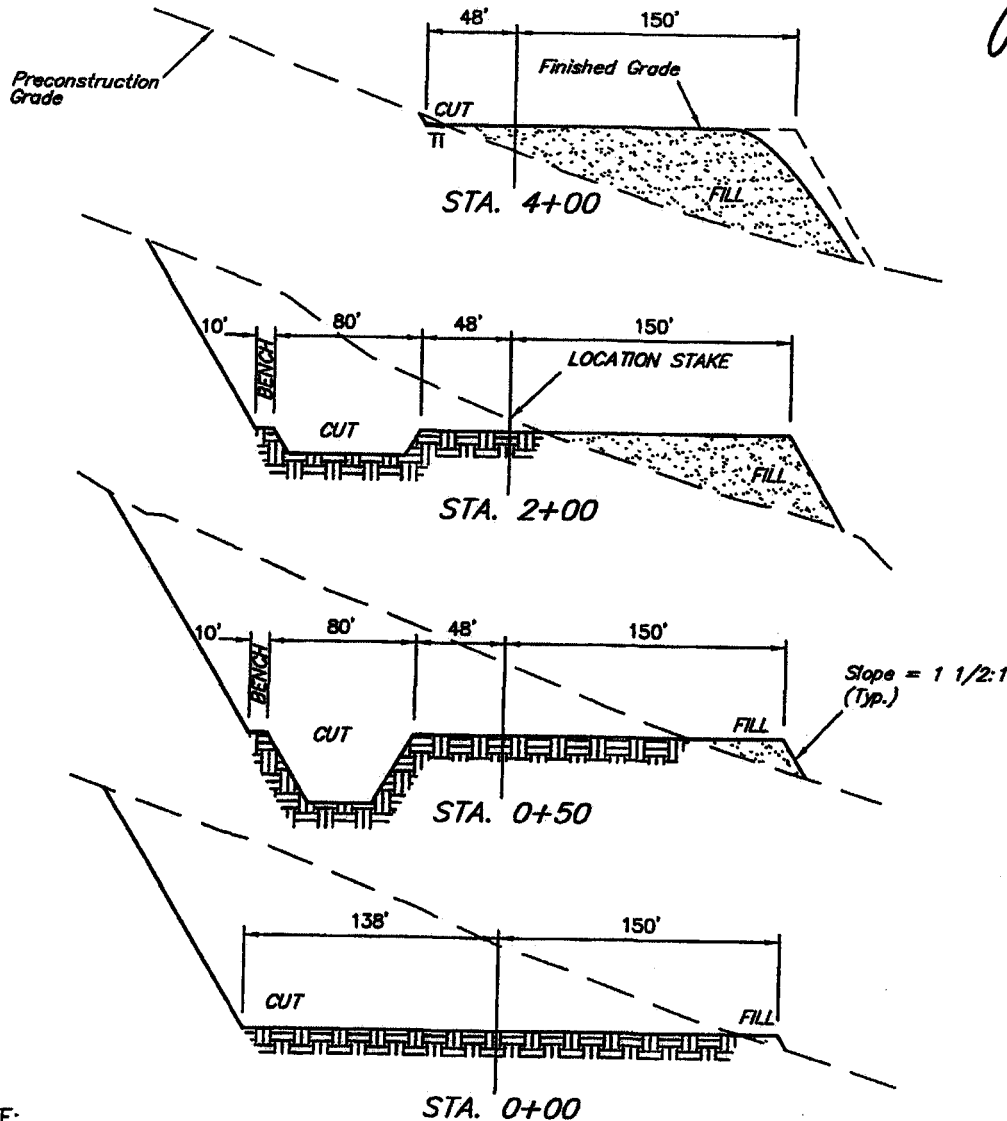 48' 150'
Preconstruction
Grade
Finished Grade
CUT
FILL
STA. 4+00
10' 80' 48' 150'
BENCH
LOCATION STAKE
CUT
FILL
STA. 2+00
10' 80' 48' 150'
BENCH
Slope = 1 1/2:1
(Typ.)
CUT
FILL
STA. 0+50
138' 150'
CUT
FILL
STA. 0+00